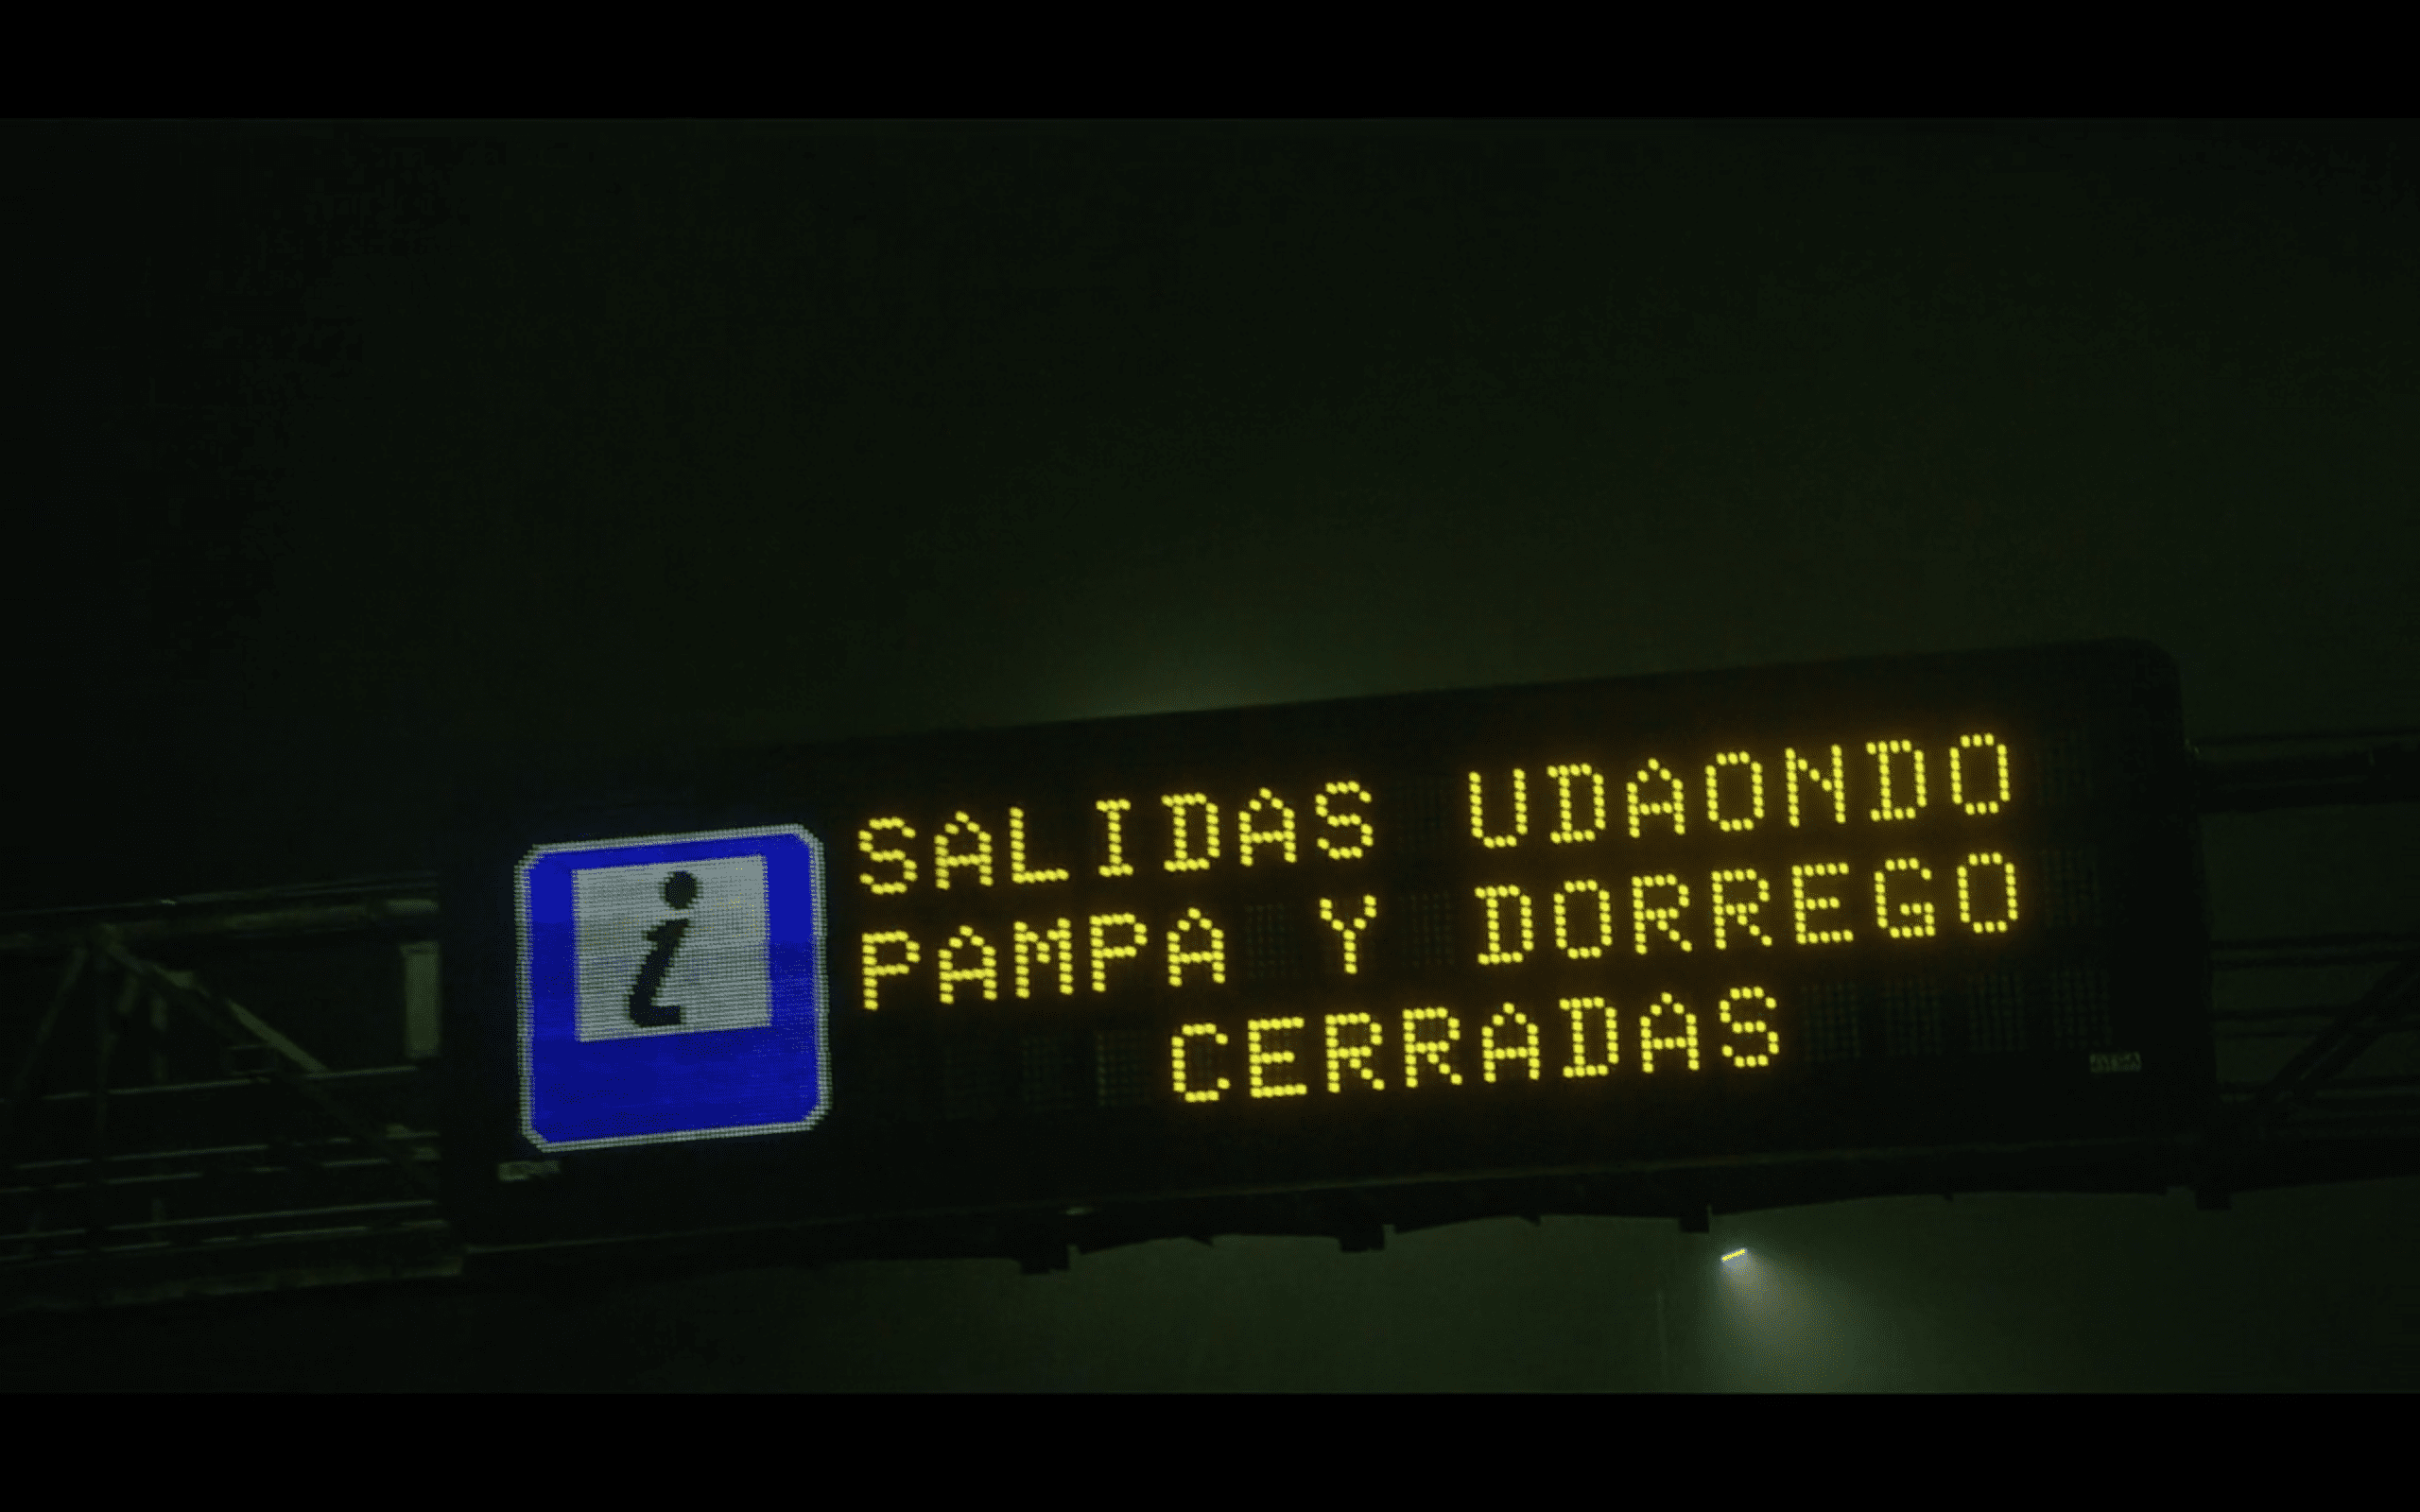 SALIDAS UDAONDO
PAMPA Y DORREGO
CERRADAS